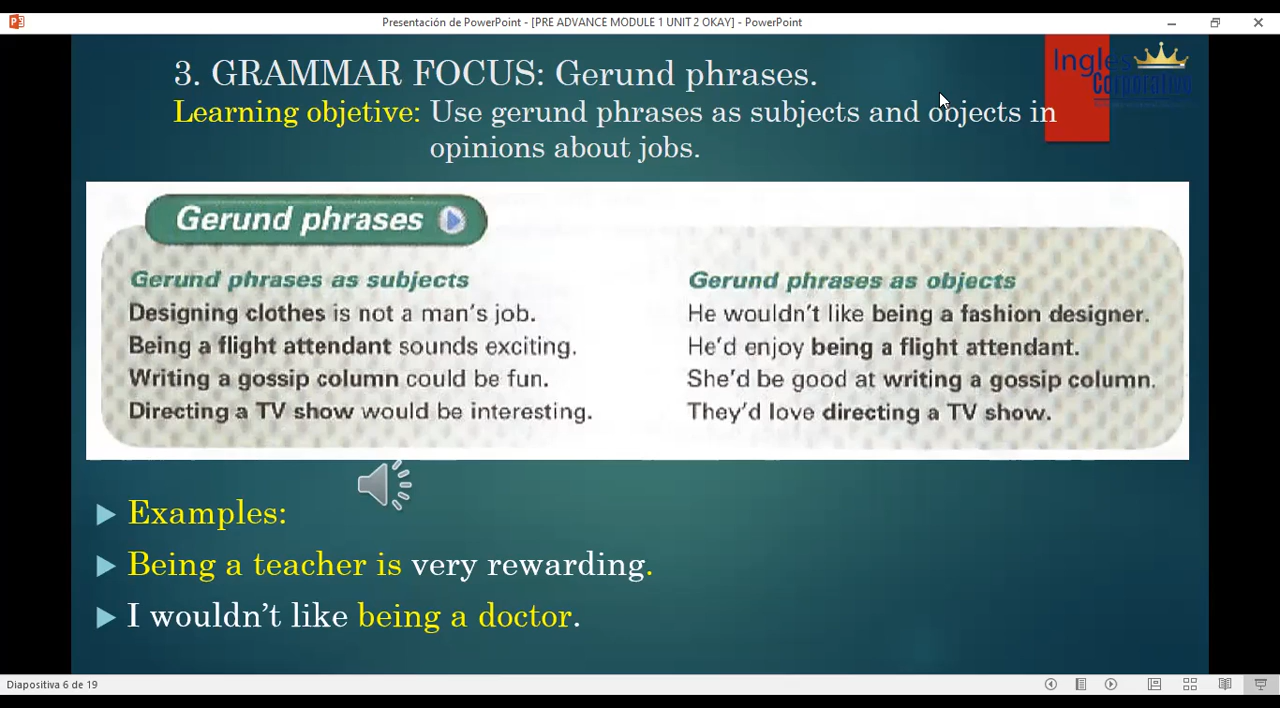 Presentación de PowerPoint - [PRE ADVANCE MODULE 1 UNIT 2 OKAY] - PowerPoint
3. GRAMMAR FOCUS: Gerund phrases.
Ingles
Corporativo
Learning objetive: Use gerund phrases as subjects and objects in
opinions about jobs.
Gerund phrases
Gerund phrases as subjects
Designing clothes is not a man's job.
Being a flight attendant sounds exciting.
Writing a gossip column could be fun.
Directing a TV show would be interesting.
Gerund phrases as objects
He wouldn't like being a fashion designer.
He'd enjoy being a flight attendant.
She'd be good at writing a gossip column.
They'd love directing a TV show.
Examples:
Being a teacher is very rewarding.
I wouldn't like being a doctor.
Diapositiva 6 de 19